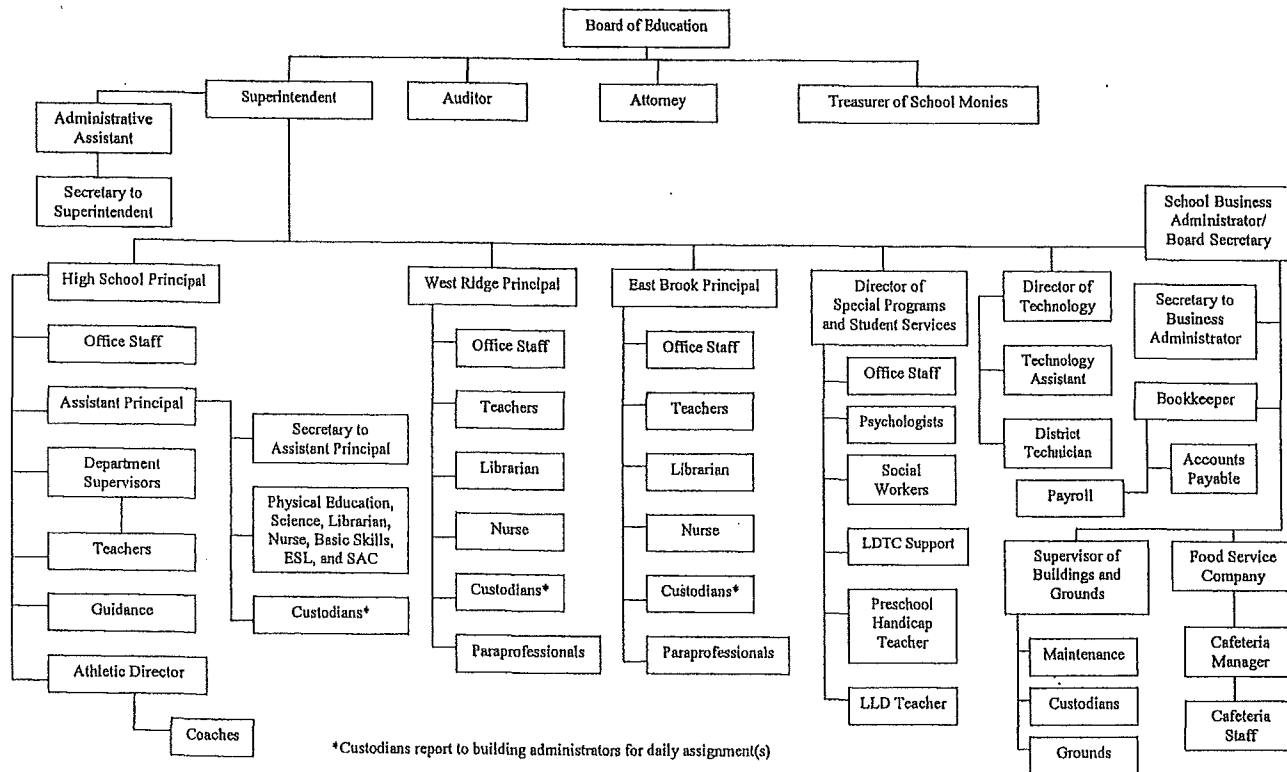 Board of Education
Superintendent
Auditor
Attorney
Treasurer of School Monies
Administrative
Assistant
Secretary to
Superintendent
School Business
Administrator/
Board Secretary
High School Principal
Office Staff
Assistant Principal
Department
Supervisors
Teachers
Guidance
Athletic Director
Coaches
Secretary to
Assistant Principal
Physical Education,
Science, Librarian,
Nurse, Basic Skills,
ESL, and SAC
Custodians*
West Ridge Principal
Office Staff
Teachers
Librarian
Nurse
Custodians*
Paraprofessionals
East Brook Principal
Office Staff
Teachers
Librarian
Nurse
Custodians*
Paraprofessionals
Director of
Special Programs
and Student Services
Office Staff
Psychologists
Social
Workers
LDTC Support
Preschool
Handicap
Teacher
LLD Teacher
Director of
Technology
Technology
Assistant
District
Technician
Secretary to
Business
Administrator
Bookkeeper
Accounts
Payable
Payroll
Supervisor of
Buildings and
Grounds
Maintenance
Custodians
Grounds
Food Service
Company
Cafeteria
Manager
Cafeteria
Staff
*Custodians report to building administrators for daily assignment(s)